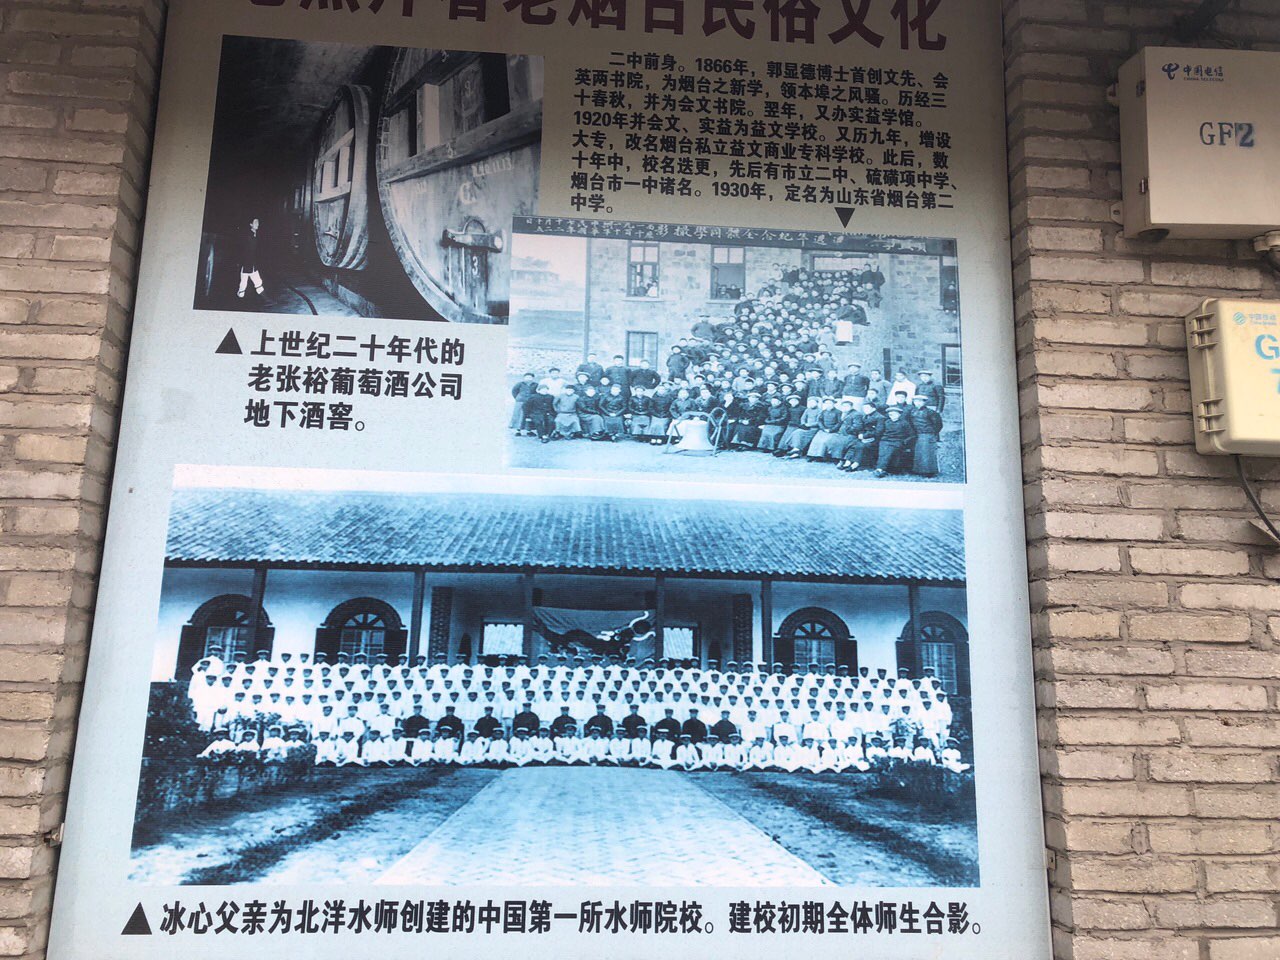 老照片看老烟台民俗文化
二中前身。1866年，郭显德博士首创文先、会
英两书院，为烟台之新学，领本埠之风骚。历经三
十春秋，并为会文书院。翌年，又办实益学馆。
1920年并会文、实益为益文学校。又历九年，增设
大专，改名烟台私立益文商业专科学校。此后，数
十年中，校名迭更，先后有市立二中、硫磺项中学、
烟台市一中诸名。1930年，定名为山东省烟台第二
中学。
▲上世纪二十年代的
老张裕葡萄酒公司
地下酒窖。
▲冰心父亲为北洋水师创建的中国第一所水师院校。建校初期全体师生合影。
中国电信
CHINA TELECOM
GF2
中国移动